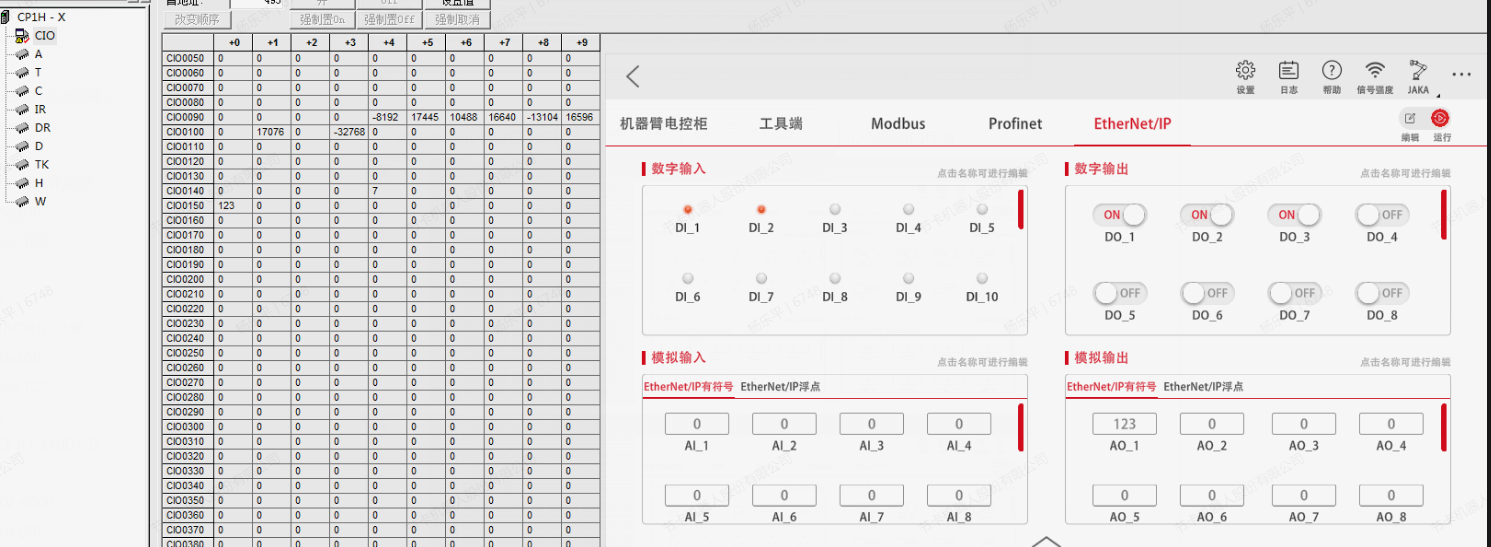 首地址: 495 开 Off 设置值
改变顺序 强制置On 强制置Off 强制取消
CP1H - X
CIO
A
T
C
IR
DR
D
TK
H
W
+0 +1 +2 +3 +4 +5 +6 +7 +8 +9
CIO0050 0 0 0 0 0 0 0 0 0 0
CIO0060 0 0 0 0 0 0 0 0 0 0
CIO0070 0 0 0 0 0 0 0 0 0 0
CIO0080 0 0 0 0 0 0 0 0 0 0
CIO0090 0 0 0 0 -8192 17445 10488 16640 -13104 16596
CIO0100 0 17076 0 -32768 0 0 0 0 0 0
CIO0110 0 0 0 0 0 0 0 0 0 0
CIO0120 0 0 0 0 0 0 0 0 0 0
CIO0130 0 0 0 0 0 0 0 0 0 0
CIO0140 0 0 0 0 7 0 0 0 0 0
CIO0150 123 0 0 0 0 0 0 0 0 0
CIO0160 0 0 0 0 0 0 0 0 0 0
CIO0170 0 0 0 0 0 0 0 0 0 0
CIO0180 0 0 0 0 0 0 0 0 0 0
CIO0190 0 0 0 0 0 0 0 0 0 0
CIO0200 0 0 0 0 0 0 0 0 0 0
CIO0210 0 0 0 0 0 0 0 0 0 0
CIO0220 0 0 0 0 0 0 0 0 0 0
CIO0230 0 0 0 0 0 0 0 0 0 0
CIO0240 0 0 0 0 0 0 0 0 0 0
CIO0250 0 0 0 0 0 0 0 0 0 0
CIO0260 0 0 0 0 0 0 0 0 0 0
CIO0270 0 0 0 0 0 0 0 0 0 0
CIO0280 0 0 0 0 0 0 0 0 0 0
CIO0290 0 0 0 0 0 0 0 0 0 0
CIO0300 0 0 0 0 0 0 0 0 0 0
CIO0310 0 0 0 0 0 0 0 0 0 0
CIO0320 0 0 0 0 0 0 0 0 0 0
CIO0330 0 0 0 0 0 0 0 0 0 0
CIO0340 0 0 0 0 0 0 0 0 0 0
CIO0350 0 0 0 0 0 0 0 0 0 0
CIO0360 0 0 0 0 0 0 0 0 0 0
CIO0370 0 0 0 0 0 0 0 0 0 0
CIO0380 0 0 0 0 0 0 0 0 0 0
设置 日志 帮助 信号强度 JAKA
机器臂电控柜 工具端 Modbus Profinet EtherNet/IP
编辑 运行
数字输入 点击名称可进行编辑
DI_1 DI_2 DI_3 DI_4 DI_5
DI_6 DI_7 DI_8 DI_9 DI_10
数字输出 点击名称可进行编辑
ON ON ON OFF
DO_1 DO_2 DO_3 DO_4
OFF OFF OFF OFF
DO_5 DO_6 DO_7 DO_8
模拟输入 点击名称可进行编辑
EtherNet/IP有符号 EtherNet/IP浮点
0 0 0 0
AI_1 AI_2 AI_3 AI_4
0 0 0 0
AI_5 AI_6 AI_7 AI_8
模拟输出 点击名称可进行编辑
EtherNet/IP有符号 EtherNet/IP浮点
123 0 0 0
AO_1 AO_2 AO_3 AO_4
0 0 0 0
AO_5 AO_6 AO_7 AO_8